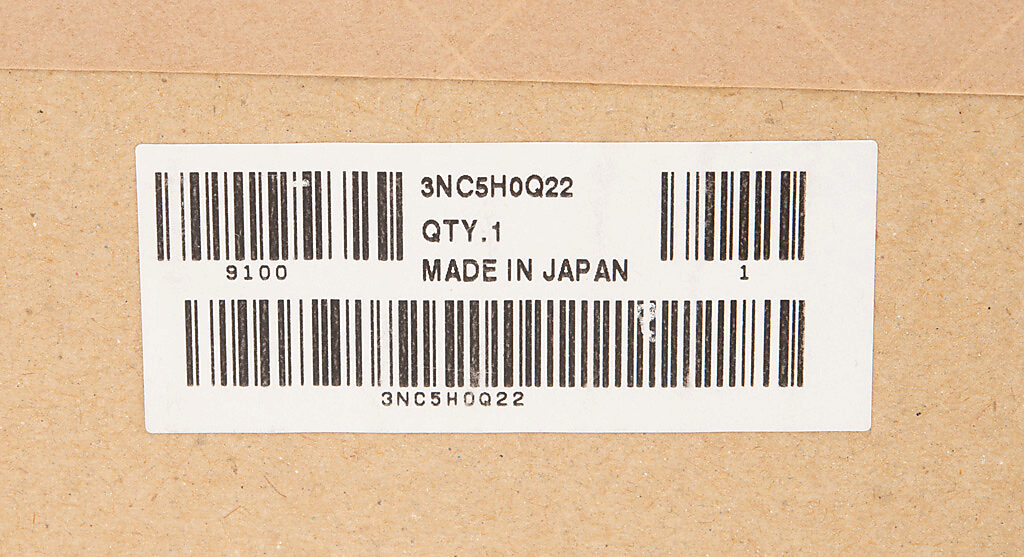 3NC5H0Q22
QTY.1
MADE IN JAPAN
9100
1
3NC5H0Q22